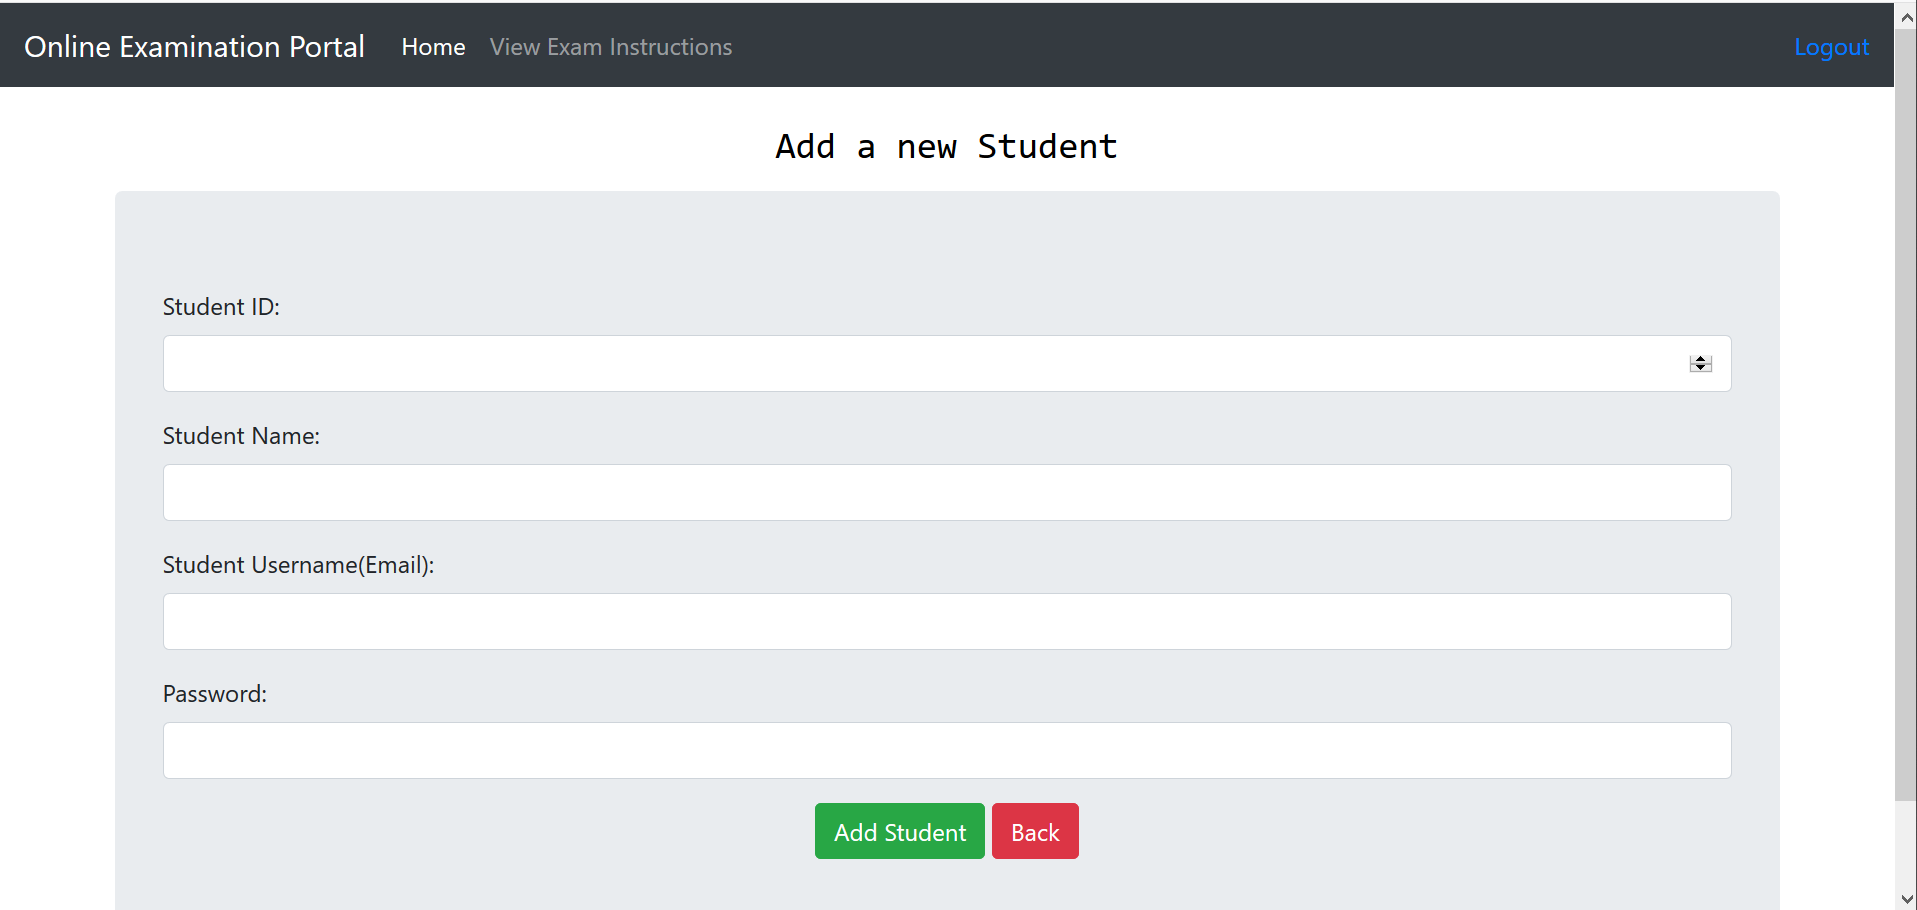 Online Examination Portal Home View Exam Instructions Logout
Add a new Student
Student ID:
Student Name:
Student Username(Email):
Password:
Add Student Back